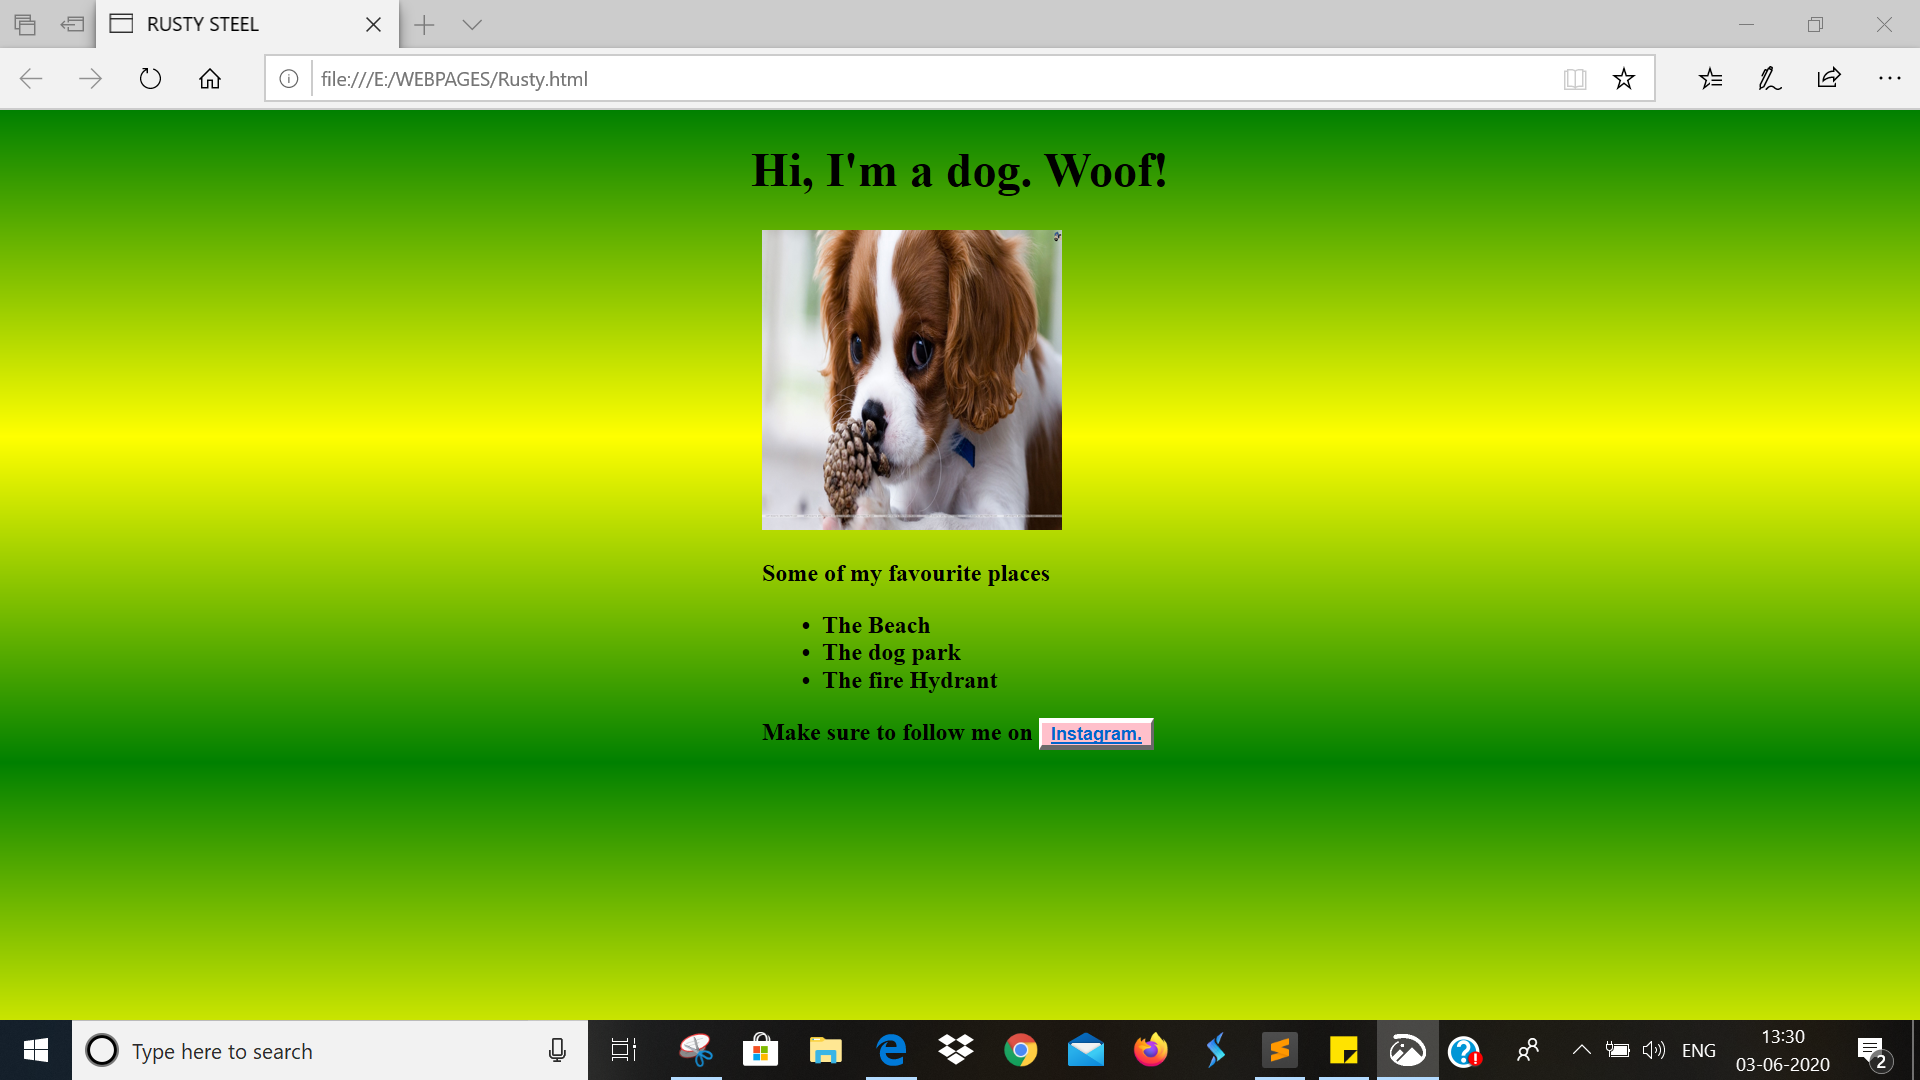 RUSTY STEEL
file:///E:/WEBPAGES/Rusty.html
Hi, I'm a dog. Woof!
Some of my favourite places
• The Beach
• The dog park
• The fire Hydrant
Make sure to follow me on Instagram.
Type here to search
ENG
13:30
03-06-2020
2